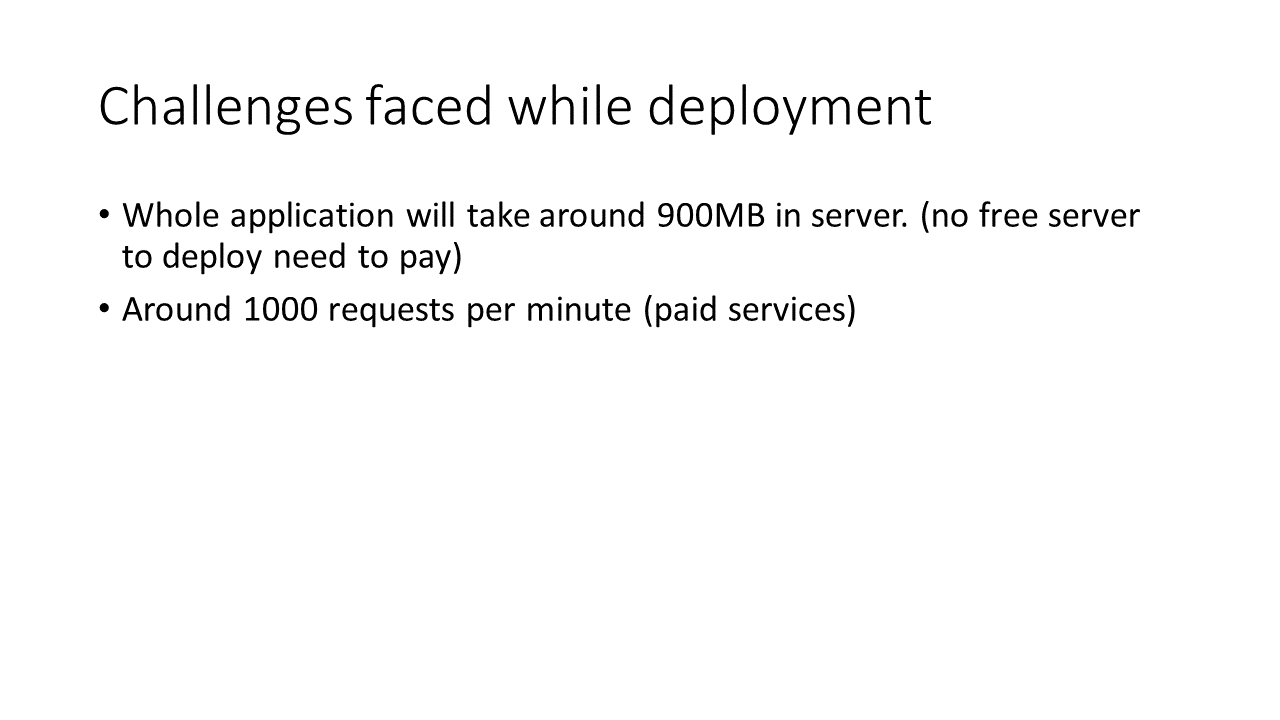 Challenges faced while deployment
• Whole application will take around 900MB in server. (no free server
to deploy need to pay)
• Around 1000 requests per minute (paid services)